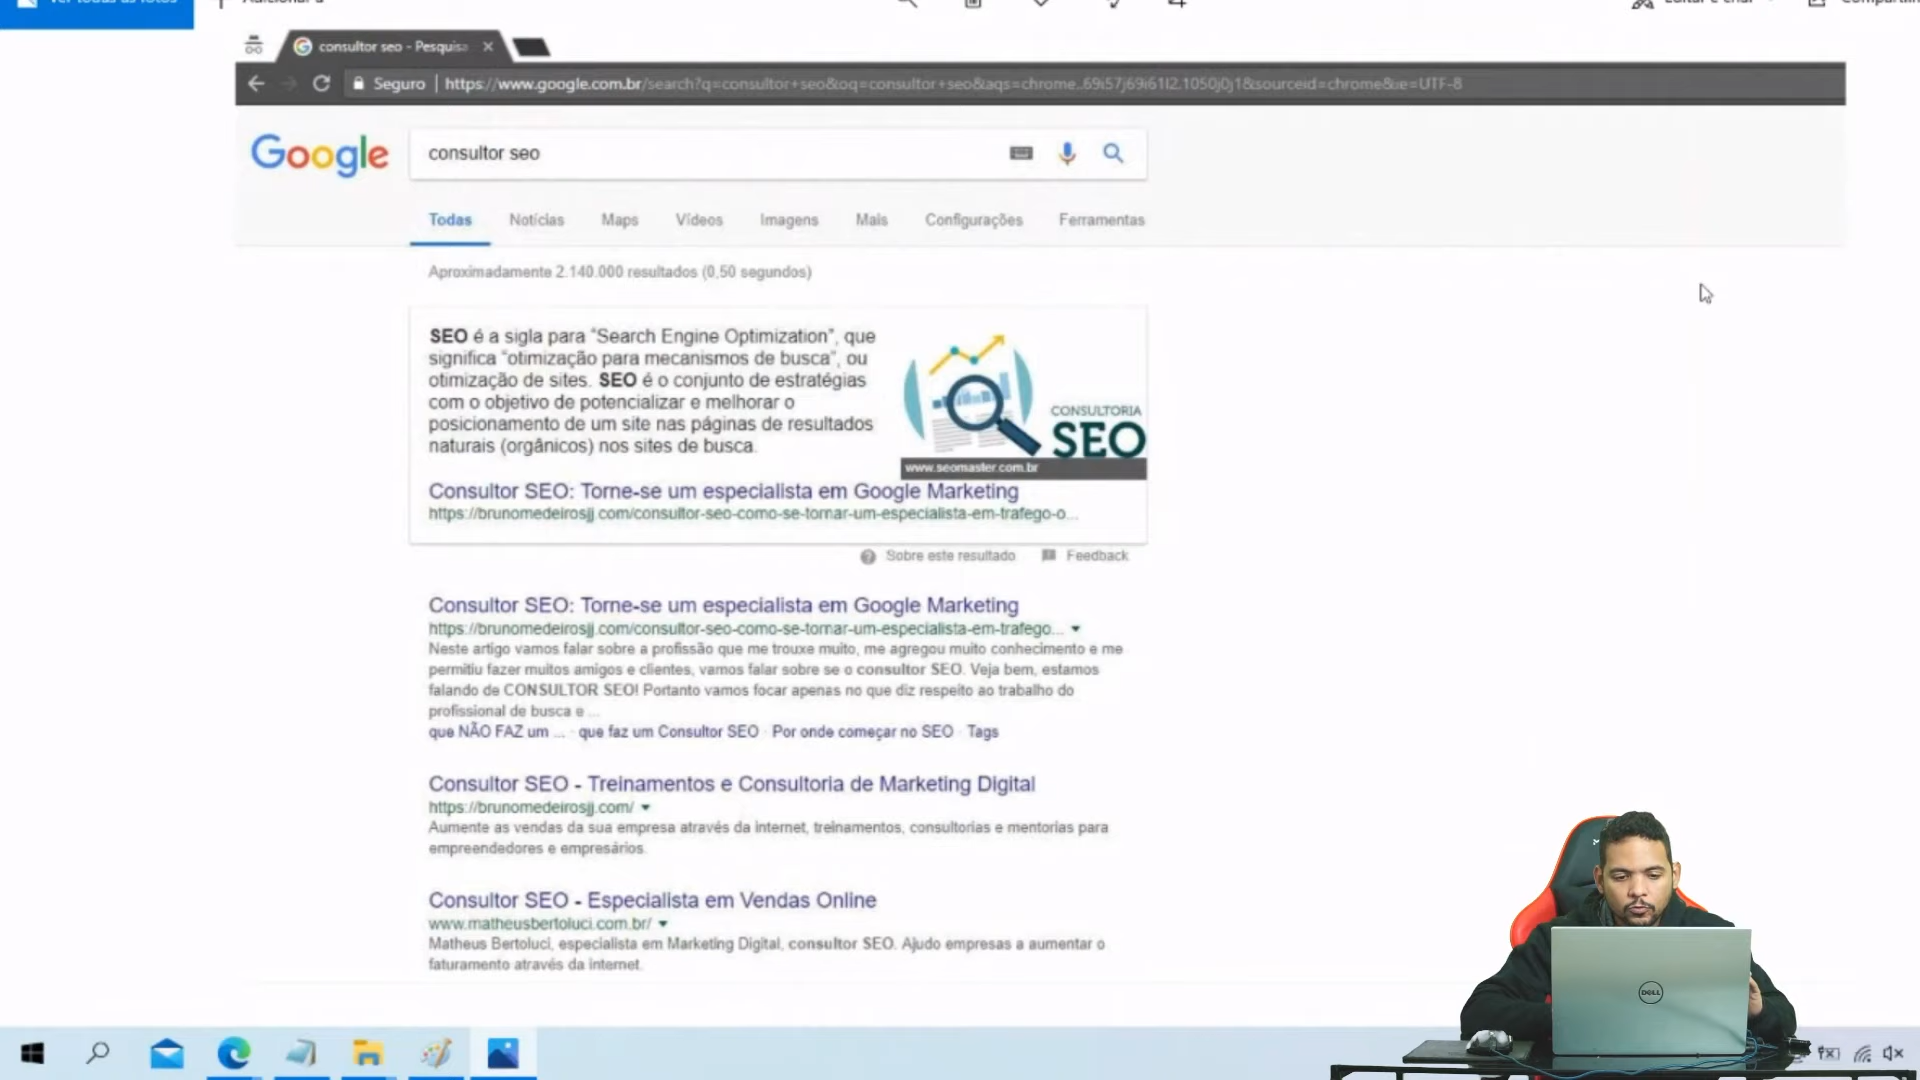 Ver todas as fotos
Adicionar a
Editar e criar
consultor seo - Pesquisa
Seguro
https://www.google.com.br/search?q=consultor+seo&oq=consultor+seo&aqs=chrome..69i57j69i61l2.1050j0j1&sourceid=chrome&ie=UTF-8
Google
consultor seo
Todas Notícias Maps Vídeos Imagens Mais Configurações Ferramentas
Aproximadamente 2.140.000 resultados (0,50 segundos)
SEO é a sigla para "Search Engine Optimization", que
significa "otimização para mecanismos de busca", ou
otimização de sites. SEO é o conjunto de estratégias
com o objetivo de potencializar e melhorar o
posicionamento de um site nas páginas de resultados
naturais (orgânicos) nos sites de busca.
CONSULTORIA
SEO
www.seomaster.com.br
Consultor SEO: Torne-se um especialista em Google Marketing
https://brunomedeirosjj.com/consultor-seo-como-se-tornar-um-especialista-em-trafego-o...
Sobre este resultado Feedback
Consultor SEO: Torne-se um especialista em Google Marketing
https://brunomedeirosjj.com/consultor-seo-como-se-tornar-um-especialista-em-trafego...
Neste artigo vamos falar sobre a profissão que me trouxe muito, me agregou muito conhecimento e me
permitiu fazer muitos amigos e clientes, vamos falar sobre se o consultor SEO. Veja bem, estamos
falando de CONSULTOR SEO! Portanto vamos focar apenas no que diz respeito ao trabalho do
profissional de busca e ...
que NÃO FAZ um ... · que faz um Consultor SEO · Por onde começar no SEO · Tags
Consultor SEO - Treinamentos e Consultoria de Marketing Digital
https://brunomedeirosjj.com/
Aumente as vendas da sua empresa através da internet, treinamentos, consultorias e mentorias para
empreendedores e empresários.
Consultor SEO - Especialista em Vendas Online
www.matheusbertoluci.com.br/
Matheus Bertoluci, especialista em Marketing Digital, consultor SEO. Ajudo empresas a aumentar o
faturamento através da internet.
DELL